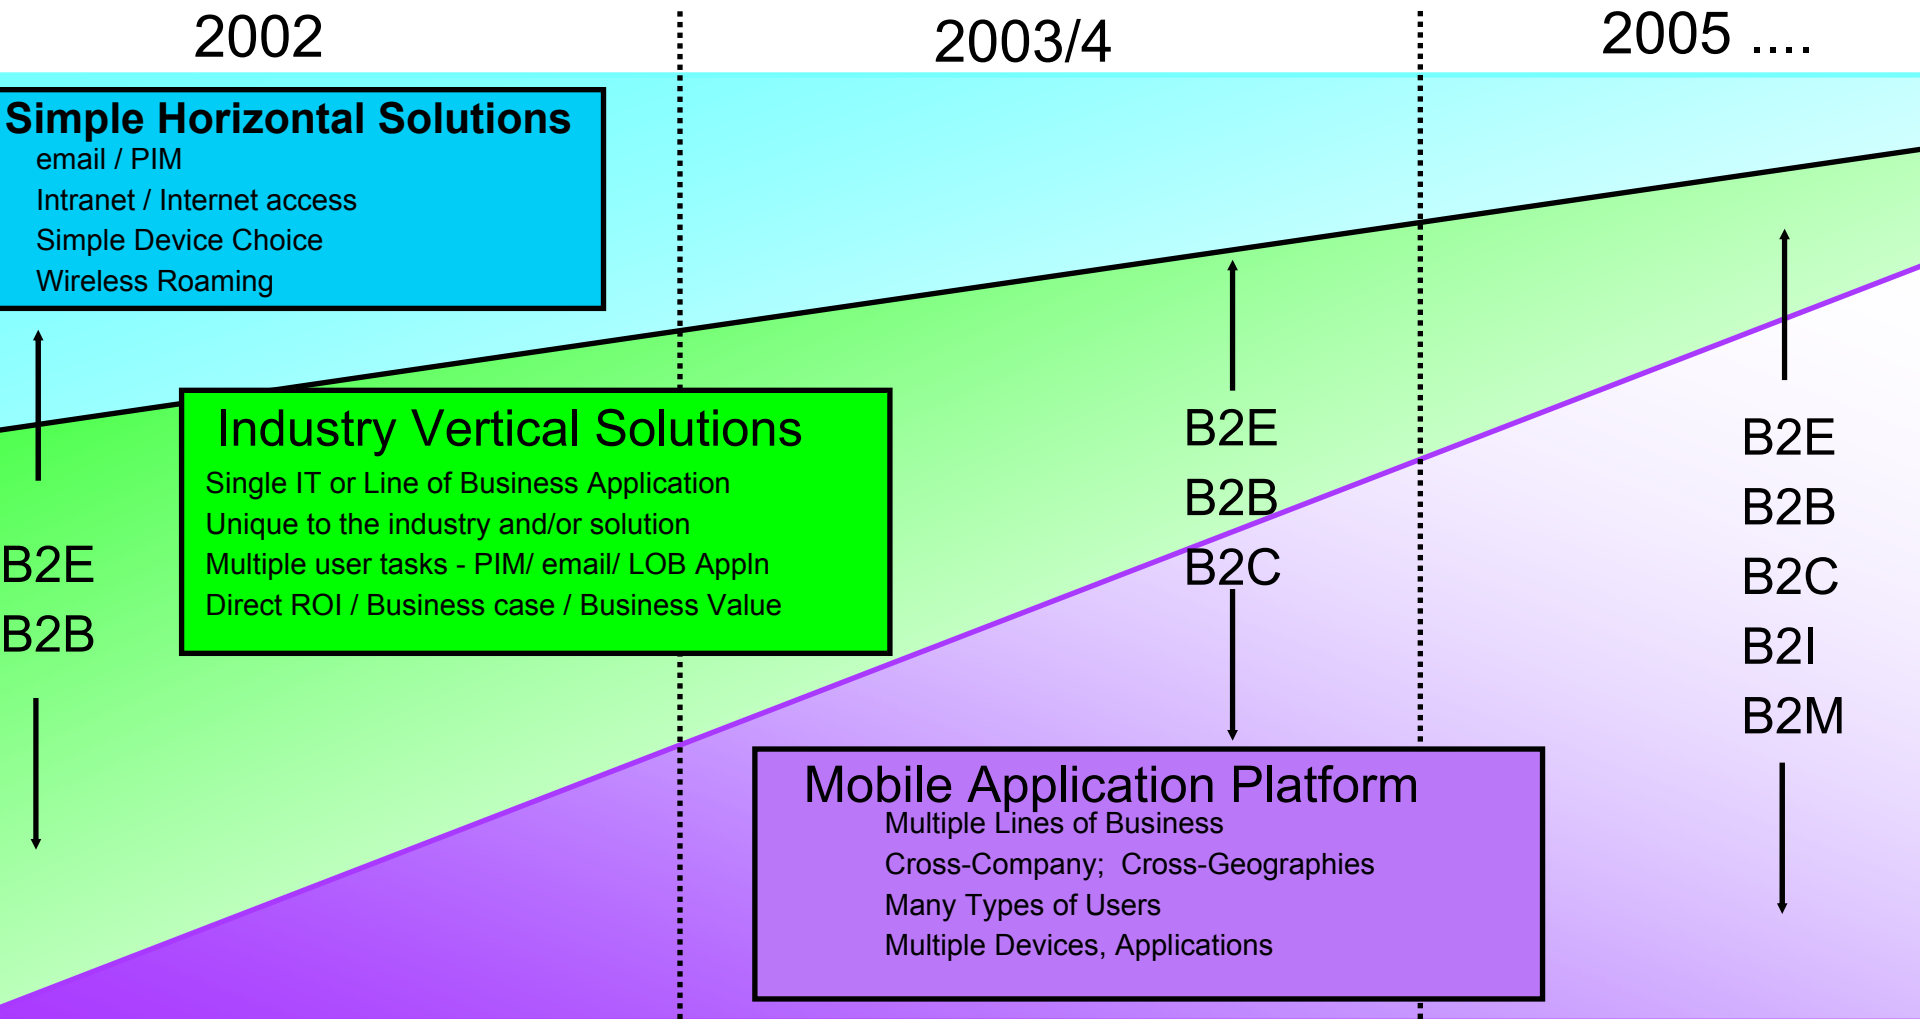 2002
2003/4
2005 ....
Simple Horizontal Solutions
email / PIM
Intranet / Internet access
Simple Device Choice
Wireless Roaming
B2E
B2B
Industry Vertical Solutions
Single IT or Line of Business Application
Unique to the industry and/or solution
Multiple user tasks - PIM/ email/ LOB Appln
Direct ROI / Business case / Business Value
B2E
B2B
B2C
B2E
B2B
B2C
B2I
B2M
Mobile Application Platform
Multiple Lines of Business
Cross-Company;  Cross-Geographies
Many Types of Users
Multiple Devices, Applications